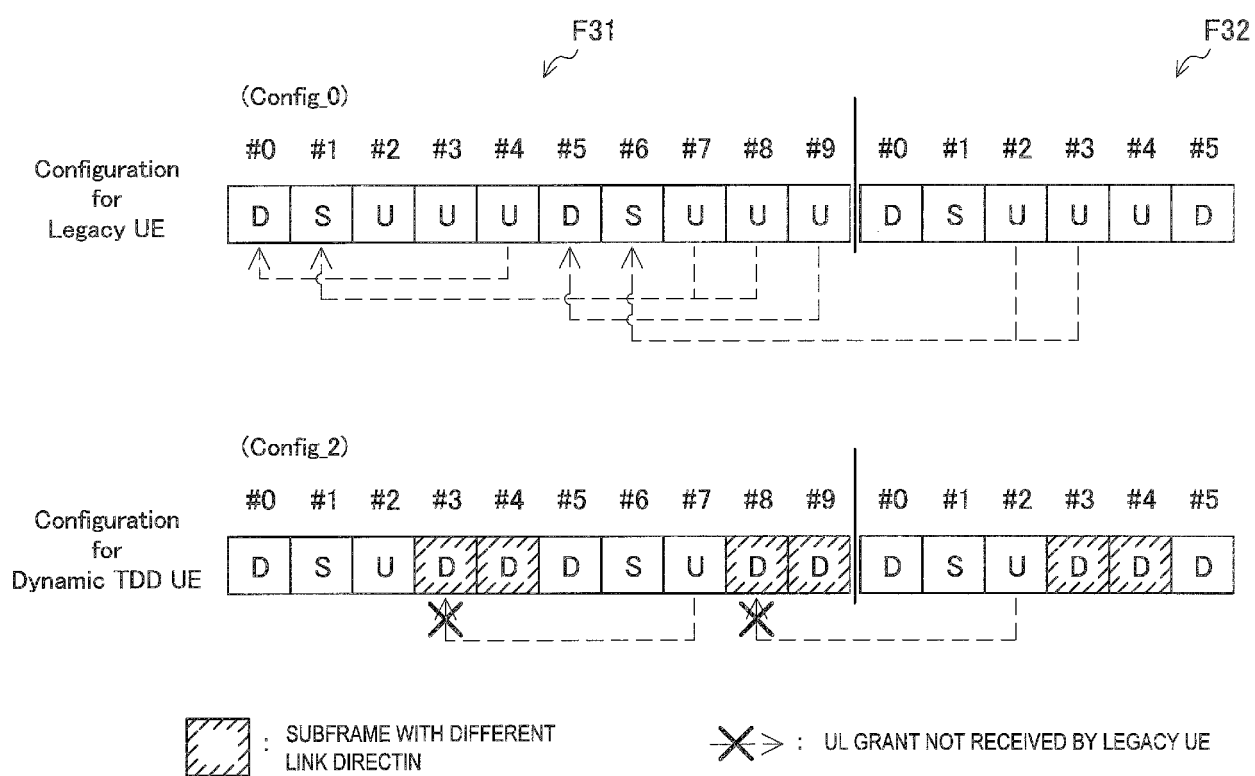 F31 F32
(Config_0)
#0 #1 #2 #3 #4 #5 #6 #7 #8 #9 #0 #1 #2 #3 #4 #5
Configuration
for
Legacy UE
D S U U U D S U U U D S U U U D
(Config_2)
#0 #1 #2 #3 #4 #5 #6 #7 #8 #9 #0 #1 #2 #3 #4 #5
Configuration
for
Dynamic TDD UE
D S U D D D S U D D D S U D D D
: SUBFRAME WITH DIFFERENT
LINK DIRECTIN
: UL GRANT NOT RECEIVED BY LEGACY UE